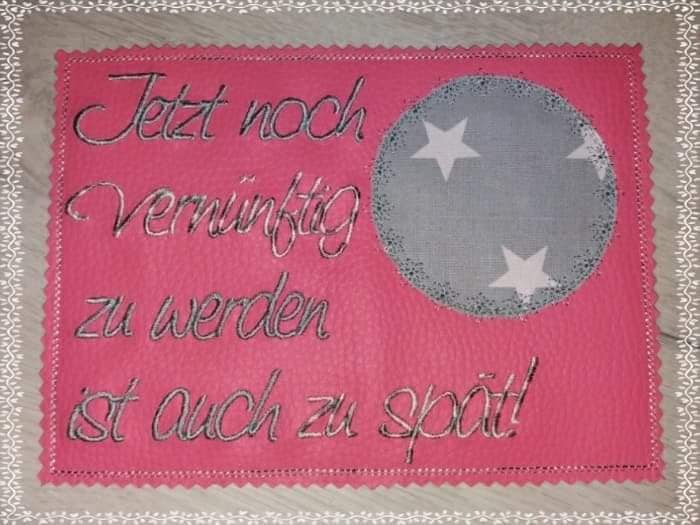 Jetzt noch
Vernünftig
zu werden
ist auch zu spät!